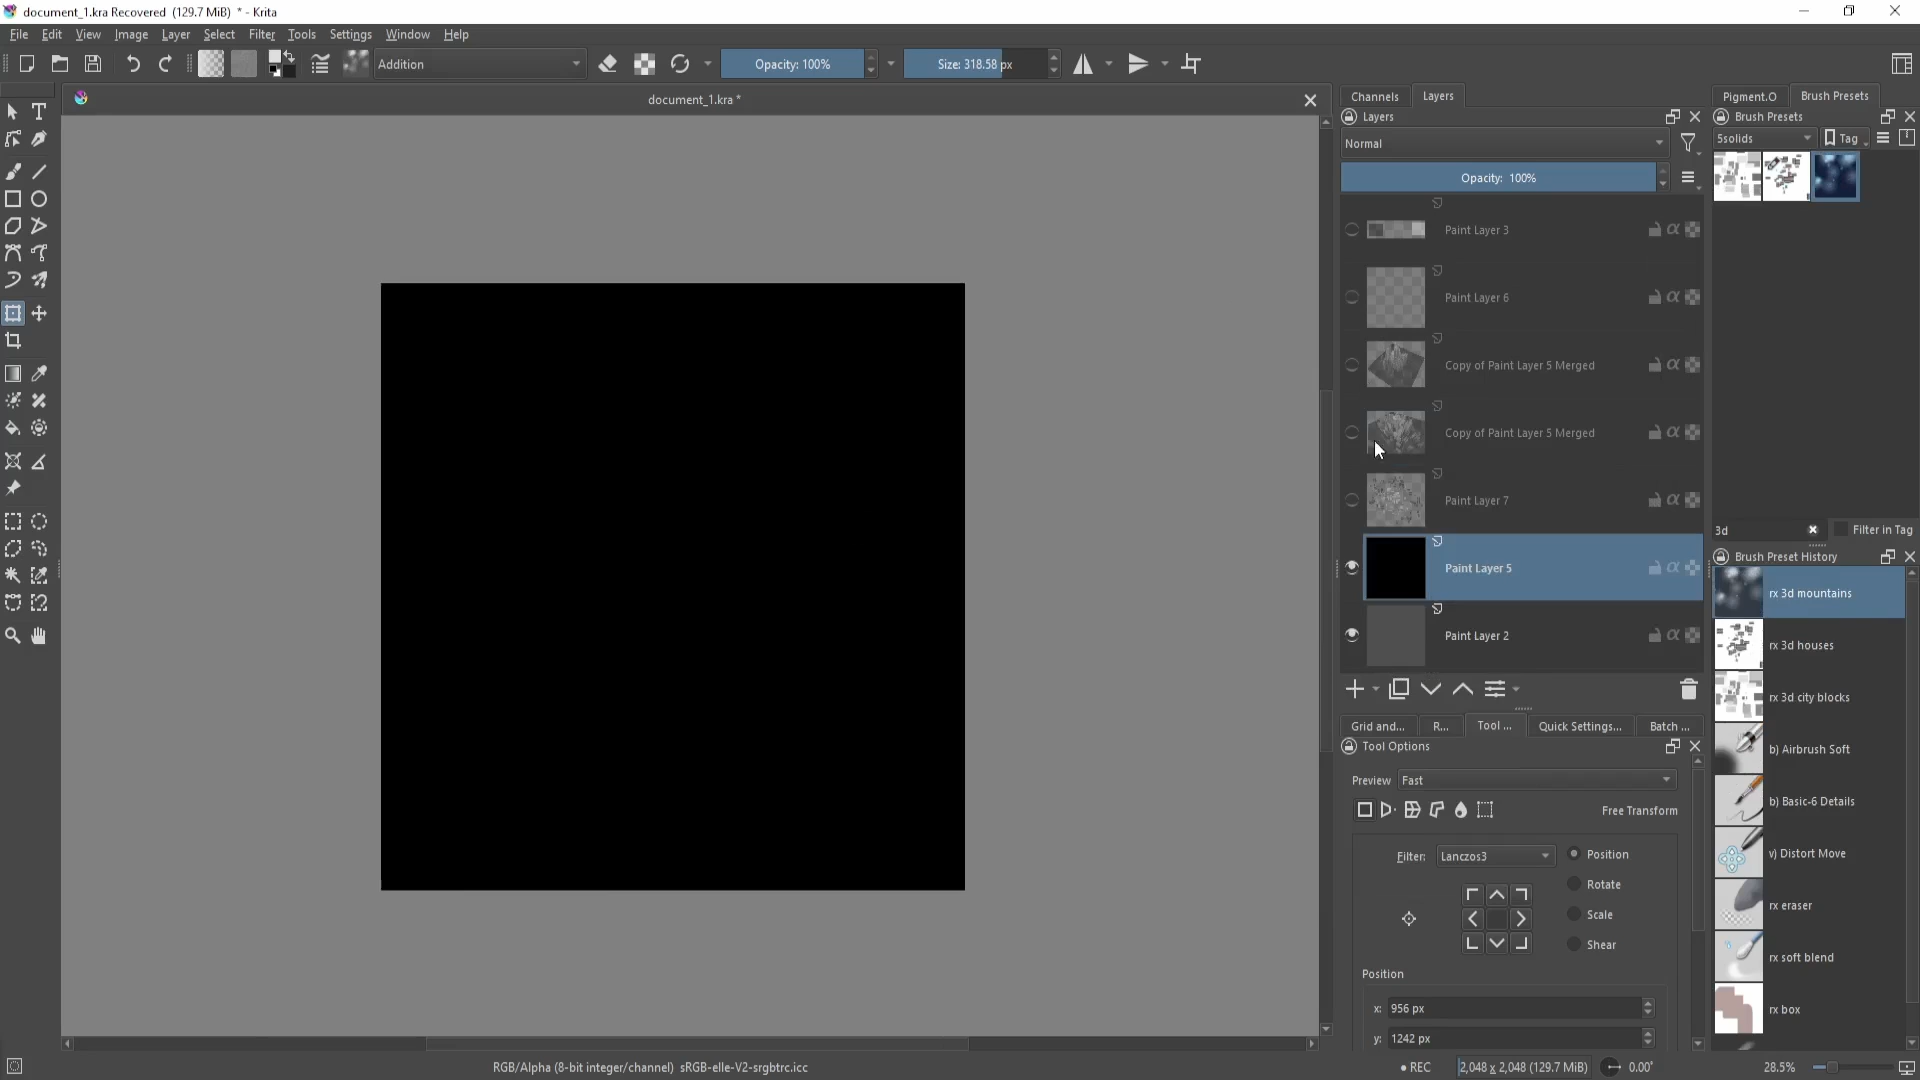 document_1.kra Recovered (129.7 MiB) * - Krita
File Edit View Image Layer Select Filter Tools Settings Window Help
Addition
Opacity: 100%
Size: 318.58 px
document_1.kra *
Channels Layers
Layers
Normal
Opacity: 100%
Paint Layer 3
Paint Layer 6
Copy of Paint Layer 5 Merged
Copy of Paint Layer 5 Merged
Paint Layer 7
Paint Layer 5
Paint Layer 2
Grid and... R... Tool ... Quick Settings... Batch ...
Tool Options
Preview Fast
Free Transform
Filter: Lanczos3
Position
Rotate
Scale
Shear
Position
x: 956 px
y: 1242 px
Pigment.O Brush Presets
Brush Presets
5solids
Tag
3d
Filter in Tag
Brush Preset History
rx 3d mountains
rx 3d houses
rx 3d city blocks
b) Airbrush Soft
b) Basic-6 Details
v) Distort Move
rx eraser
rx soft blend
rx box
RGB/Alpha (8-bit integer/channel) sRGB-elle-V2-srgbtrc.icc
REC
2,048 x 2,048 (129.7 MiB)
0.00°
28.5%